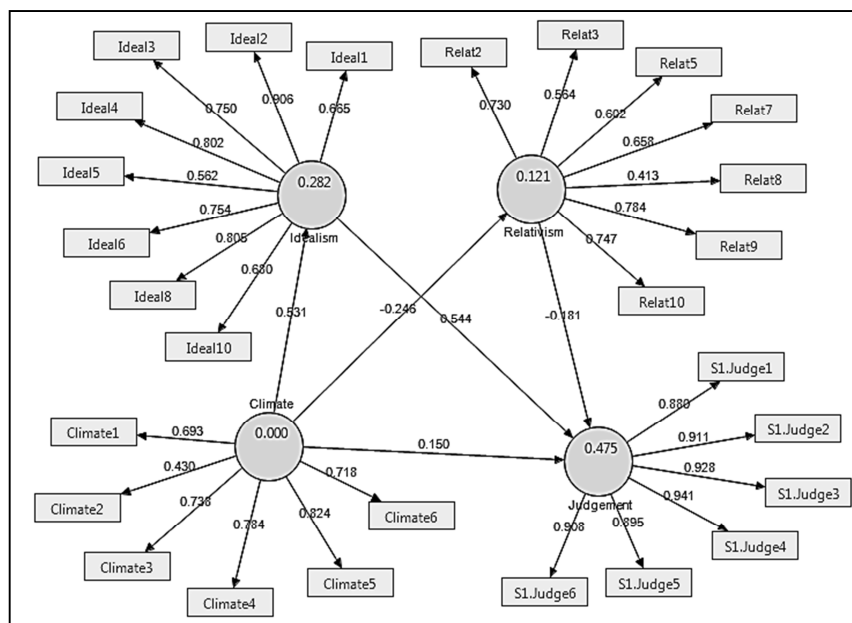 Ideal3
Ideal2
Ideal1
Relat2
Relat3
Relat5
Ideal4
Relat7
Ideal5
Relat8
Ideal6
Relat9
Ideal8
Relat10
Ideal10
0.750
0.906
0.665
0.802
0.562
0.754
0.805
0.680
0.282
Idealism
0.730
0.564
0.602
0.658
0.413
0.784
0.747
0.121
Relativism
0.531
-0.246
0.544
-0.181
Climate
0.000
0.150
0.475
Judgement
Climate1
0.693
Climate2
0.430
Climate3
0.738
Climate4
0.784
Climate5
0.824
Climate6
0.718
S1.Judge1
0.880
S1.Judge2
0.911
S1.Judge3
0.928
S1.Judge4
0.941
S1.Judge5
0.895
S1.Judge6
0.908